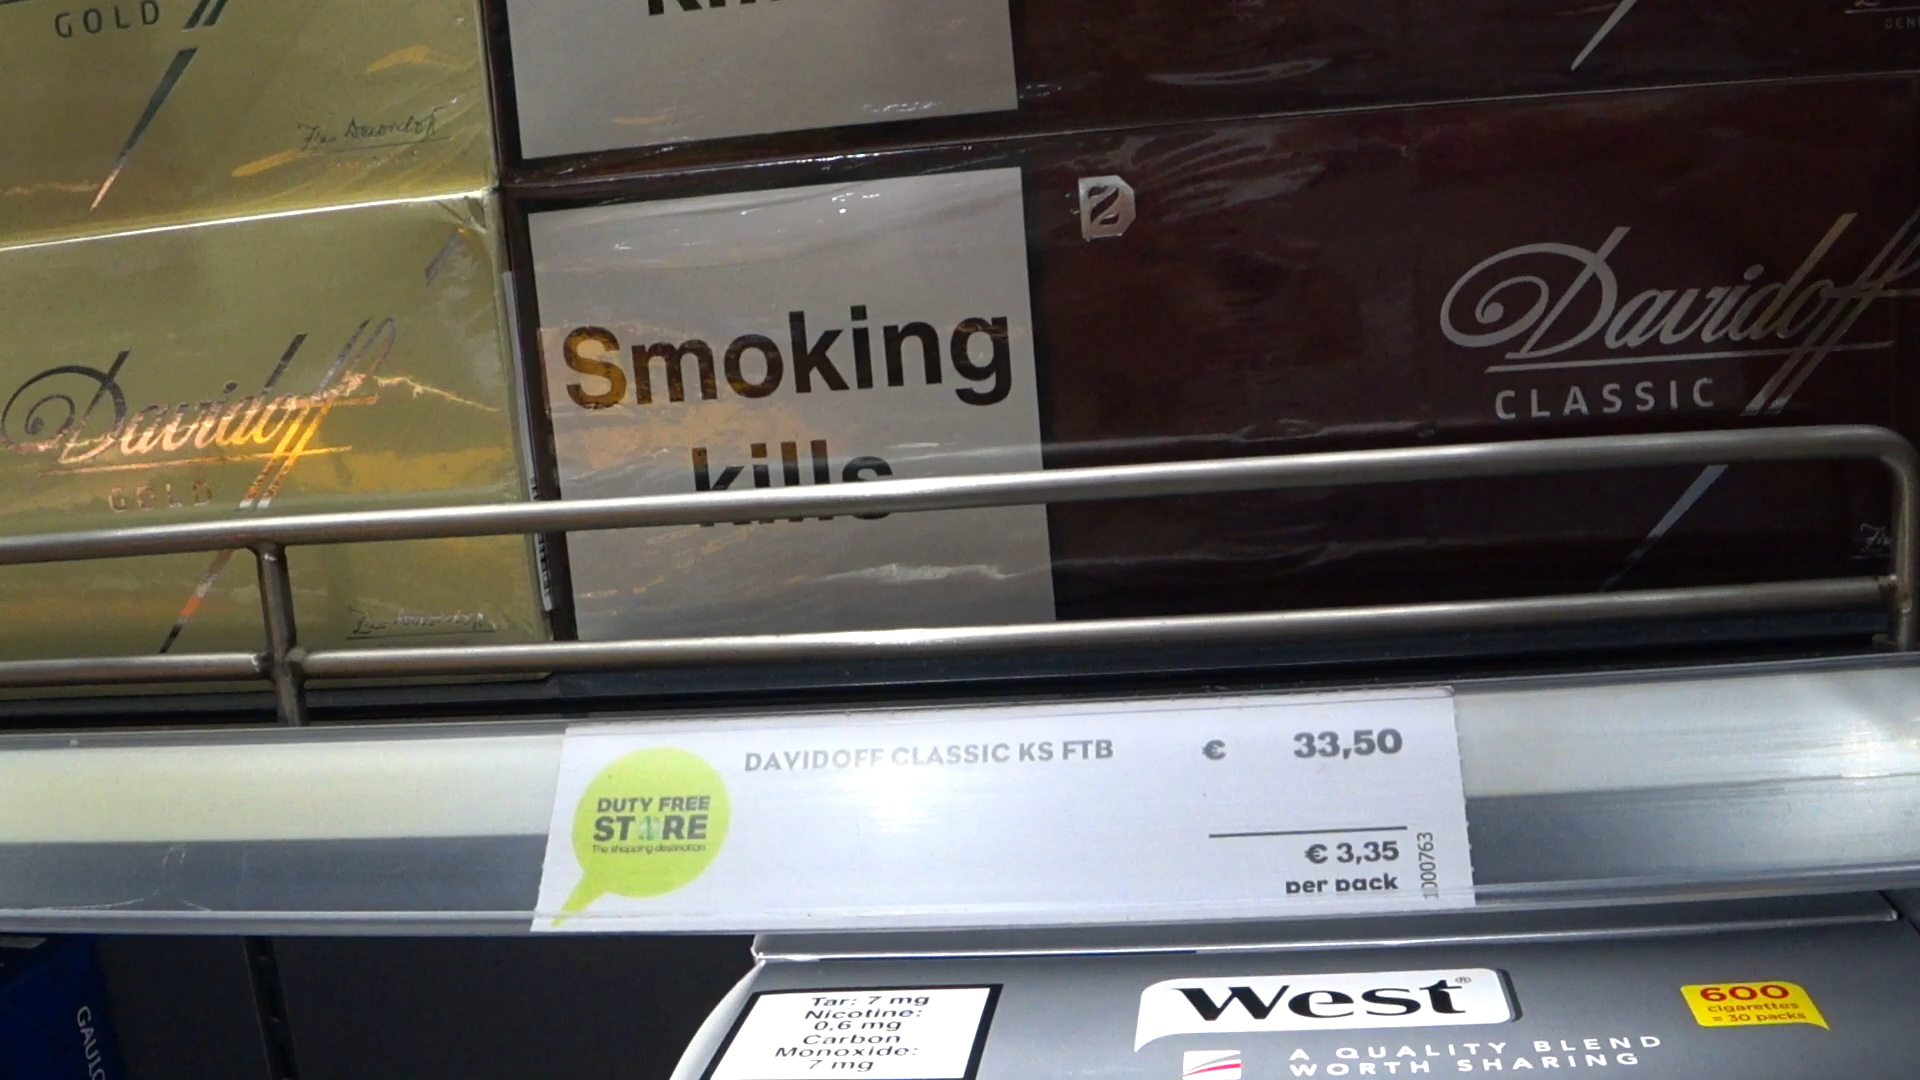 GOLD
Davidoff
GOLD
Smoking
kills
Davidoff
CLASSIC
DAVIDOFF CLASSIC KS FTB € 33,50
€ 3,35
per pack
1000763
DUTY FREE
STORE
The shopping destination
GAULO
Tar: 7 mg
Nicotine:
0,6 mg
Carbon
Monoxide:
7 mg
West®
A QUALITY BLEND
WORTH SHARING
600
cigarettes
= 30 packs